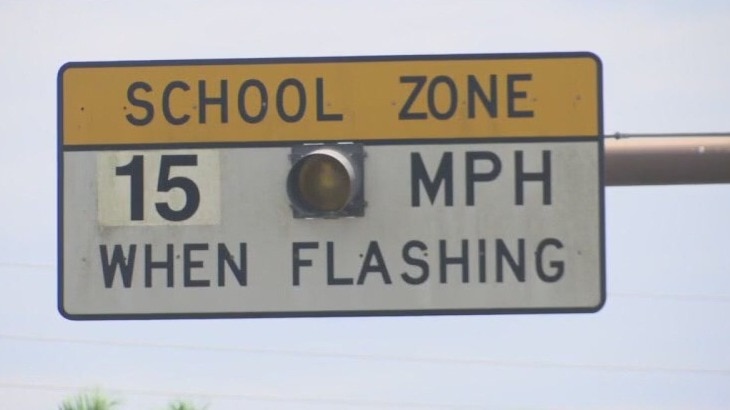 SCHOOL ZONE
15 MPH
WHEN FLASHING